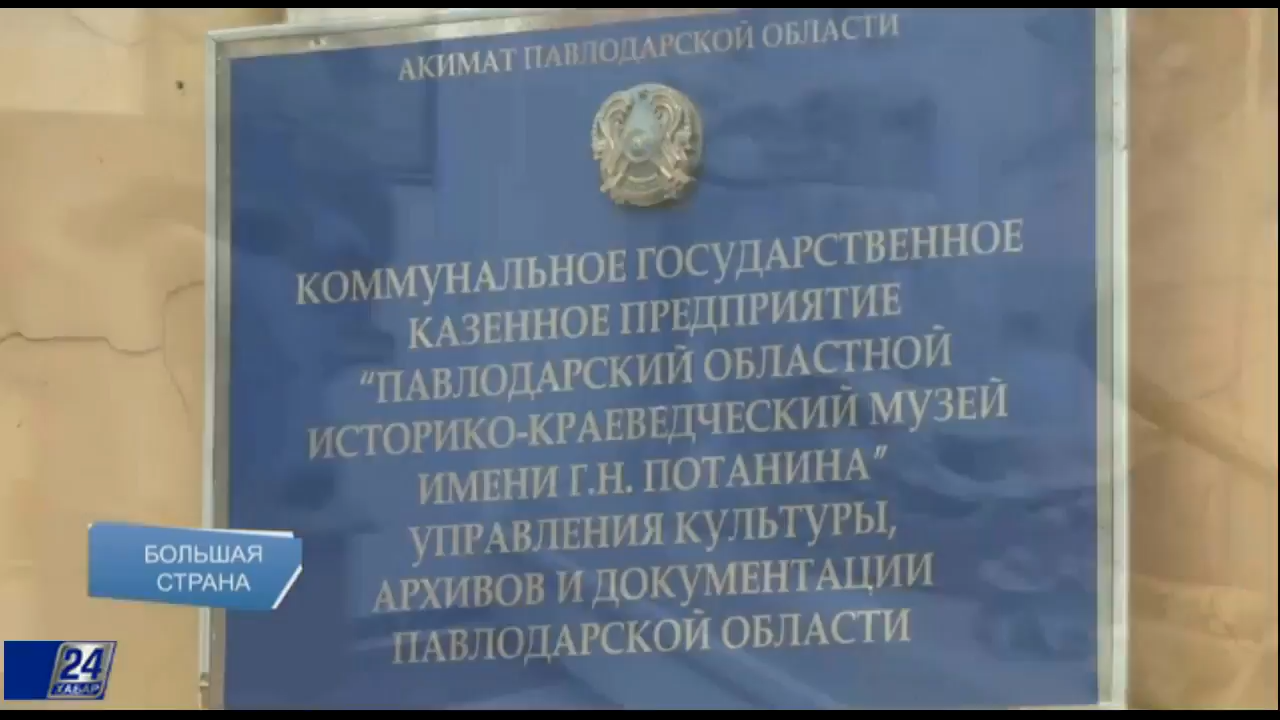 АКИМАТ ПАВЛОДАРСКОЙ ОБЛАСТИ
КОММУНАЛЬНОЕ ГОСУДАРСТВЕННОЕ
КАЗЕННОЕ ПРЕДПРИЯТИЕ
“ПАВЛОДАРСКИЙ ОБЛАСТНОЙ
ИСТОРИКО-КРАЕВЕДЧЕСКИЙ МУЗЕЙ
ИМЕНИ Г.Н. ПОТАНИНА”
УПРАВЛЕНИЯ КУЛЬТУРЫ,
АРХИВОВ И ДОКУМЕНТАЦИИ
ПАВЛОДАРСКОЙ ОБЛАСТИ
БОЛЬШАЯ
СТРАНА
24
ХАБАР